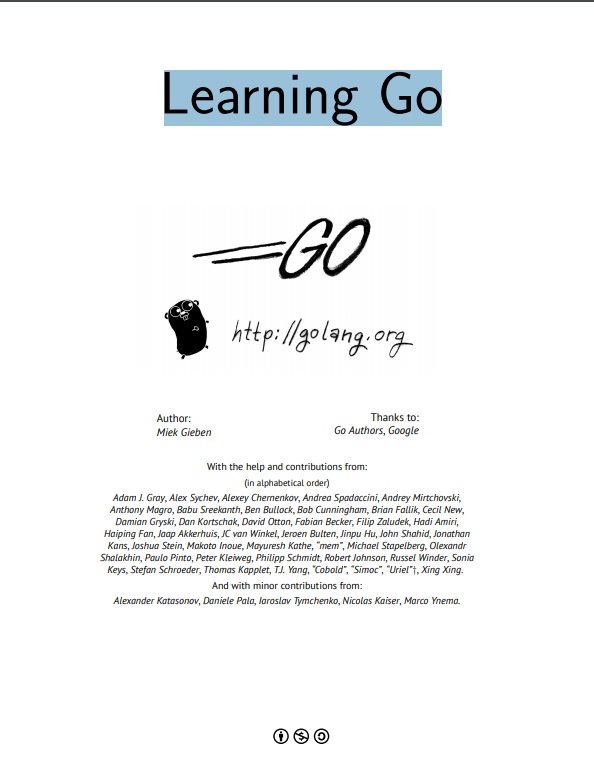 Learning Go
GO
http://golang.org
Author:
Miek Gieben
Thanks to:
Go Authors, Google
With the help and contributions from:
(in alphabetical order)
Adam J. Gray, Alex Sychev, Alexey Chernenkov, Andrea Spadaccini, Andrey Mirtchovski,
Anthony Magro, Babu Sreekanth, Ben Bullock, Bob Cunningham, Brian Fallik, Cecil New,
Damian Gryski, Dan Kortschak, David Otton, Fabian Becker, Filip Zaludek, Hadi Amiri,
Haiping Fan, Jaap Akkerhuis, JC van Winkel, Jeroen Bulten, Jinpu Hu, John Shahid, Jonathan
Kans, Joshua Stein, Makoto Inoue, Mayuresh Kathe, “mem”, Michael Stapelberg, Olexandr
Shalakhin, Paulo Pinto, Peter Kleiweg, Philipp Schmidt, Robert Johnson, Russel Winder, Sonia
Keys, Stefan Schroeder, Thomas Kapplet, T.J. Yang, “Cobold”, “Simoc”, “Uriel”†, Xing Xing.
And with minor contributions from:
Alexander Katasonov, Daniele Pala, Iaroslav Tymchenko, Nicolas Kaiser, Marco Ynema.